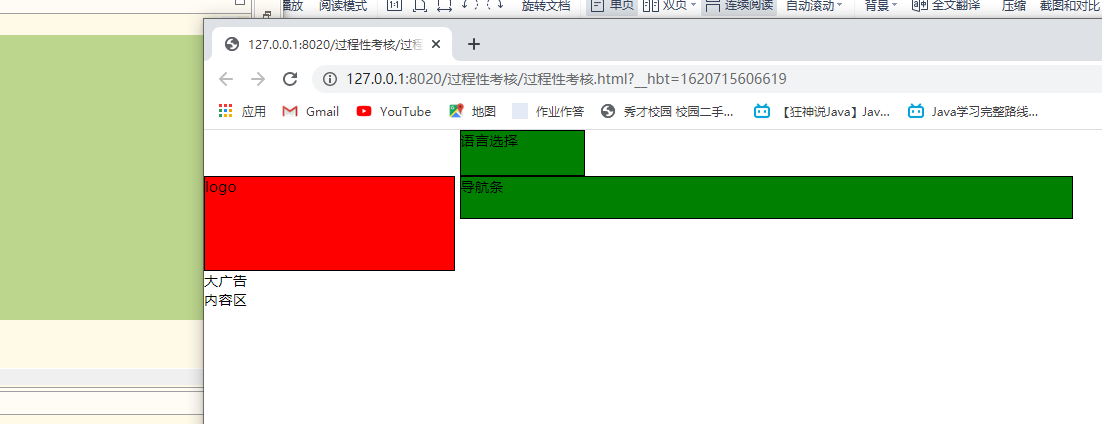 播放 阅读模式 1:1 旋转文档 单页 双页 连续阅读 自动滚动 背景 全文翻译 压缩 截图和对比
127.0.0.1:8020/过程性考核/过
127.0.0.1:8020/过程性考核/过程性考核.html?__hbt=1620715606619
应用 Gmail YouTube 地图 作业作答 秀才校园 校园二手... 【狂神说Java】Jav... Java学习完整路线...
语言选择
logo 导航条
大广告
内容区